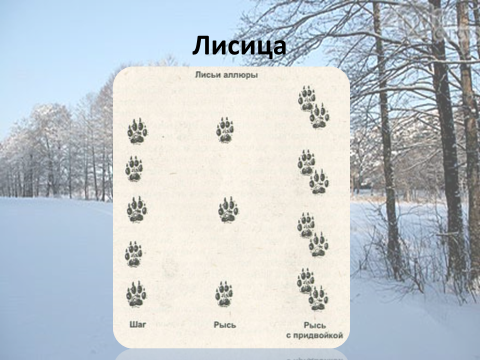 Лисица
Лисьи аллюры
Шаг
Рысь
Рысь
с придвойкой